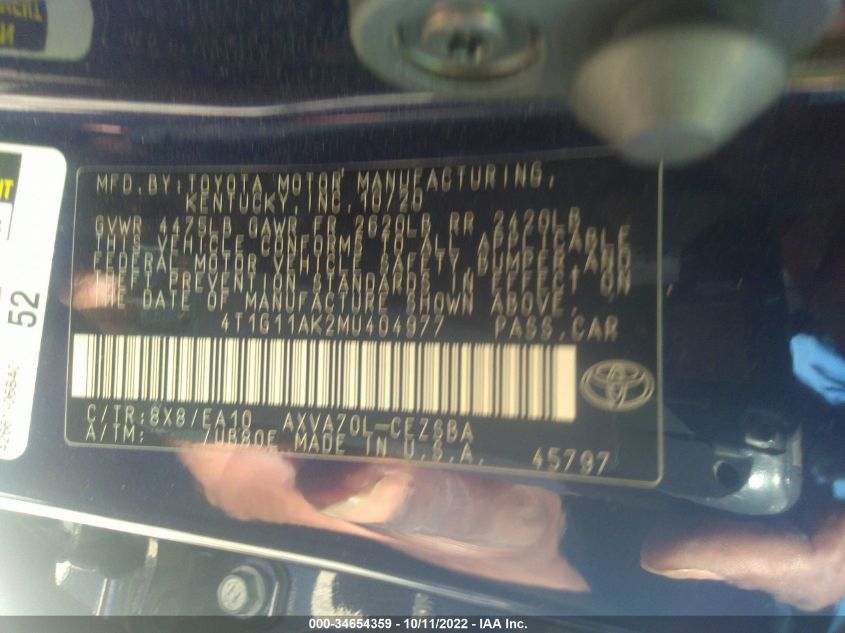 MFD. BY: TOYOTA MOTOR MANUFACTURING,
KENTUCKY, INC. 10/20
GVWR 4475LB GAWR FR 2620LB RR 2420LB
THIS VEHICLE CONFORMS TO ALL APPLICABLE
FEDERAL MOTOR VEHICLE SAFETY, BUMPER, AND
THEFT PREVENTION STANDARDS IN EFFECT ON
THE DATE OF MANUFACTURE SHOWN ABOVE.
4T1G11AK2MU404977 PASS. CAR
C/TR: 8X8/EA10 AXVA70L-CEZSBA
A/TM: /UB80E MADE IN U.S.A. 45797
52
000-34654359 - 10/11/2022 - IAA Inc.